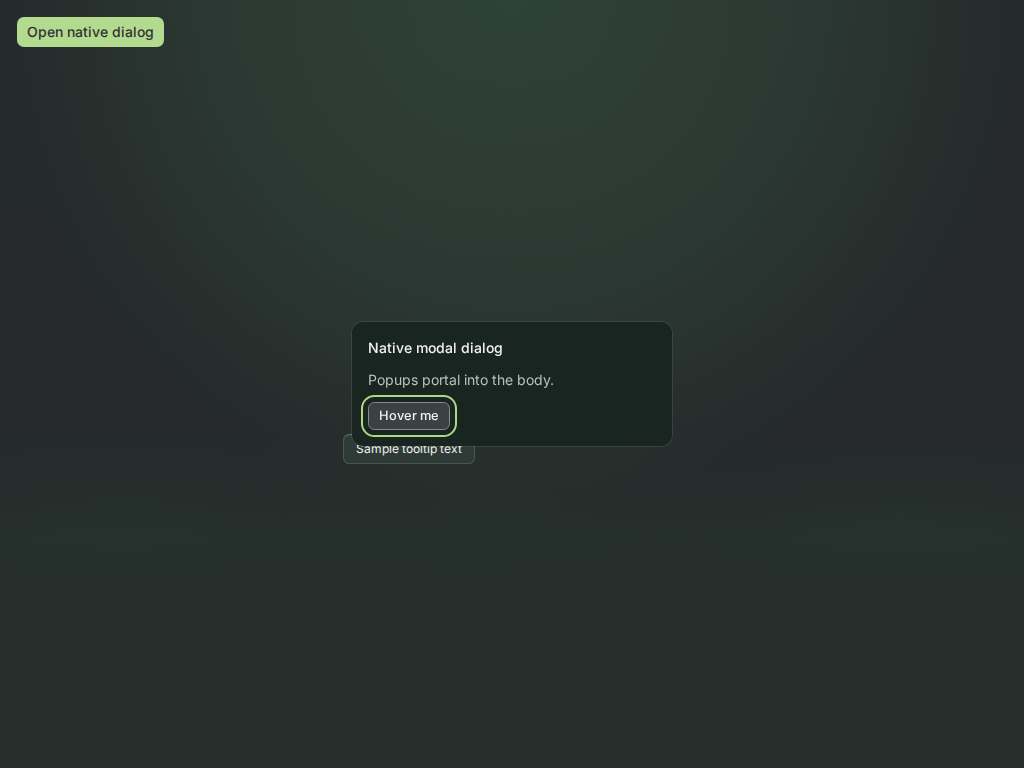 Open native dialog
Native modal dialog
Popups portal into the body.
Hover me
Sample tooltip text